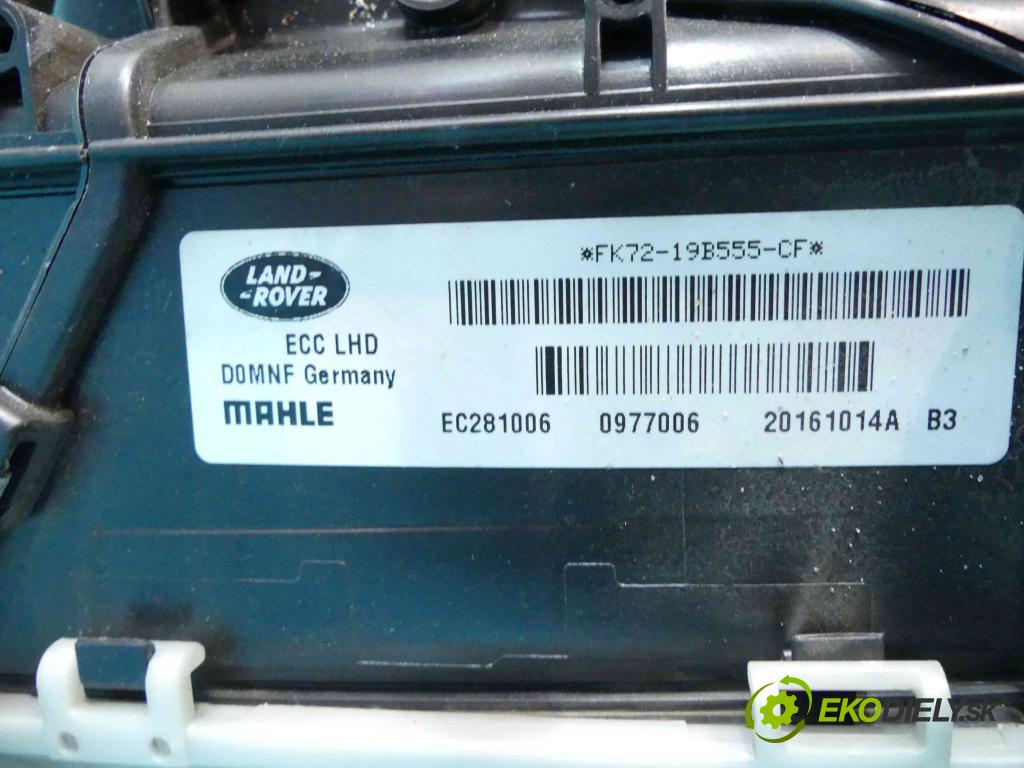 *FK72-19B555-CF*
LAND-
-ROVER
ECC LHD
D0MNF Germany
MAHLE
EC281006 0977006 20161014A B3
EKODIELY.SK